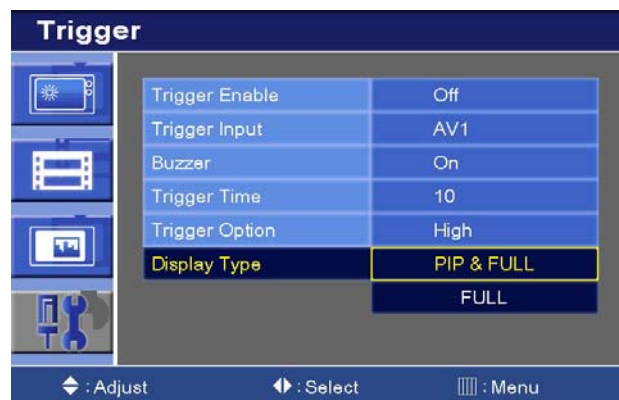 Trigger
Trigger Enable Off
Trigger Input AV1
Buzzer On
Trigger Time 10
Trigger Option High
Display Type PIP & FULL
FULL
: Adjust : Select : Menu